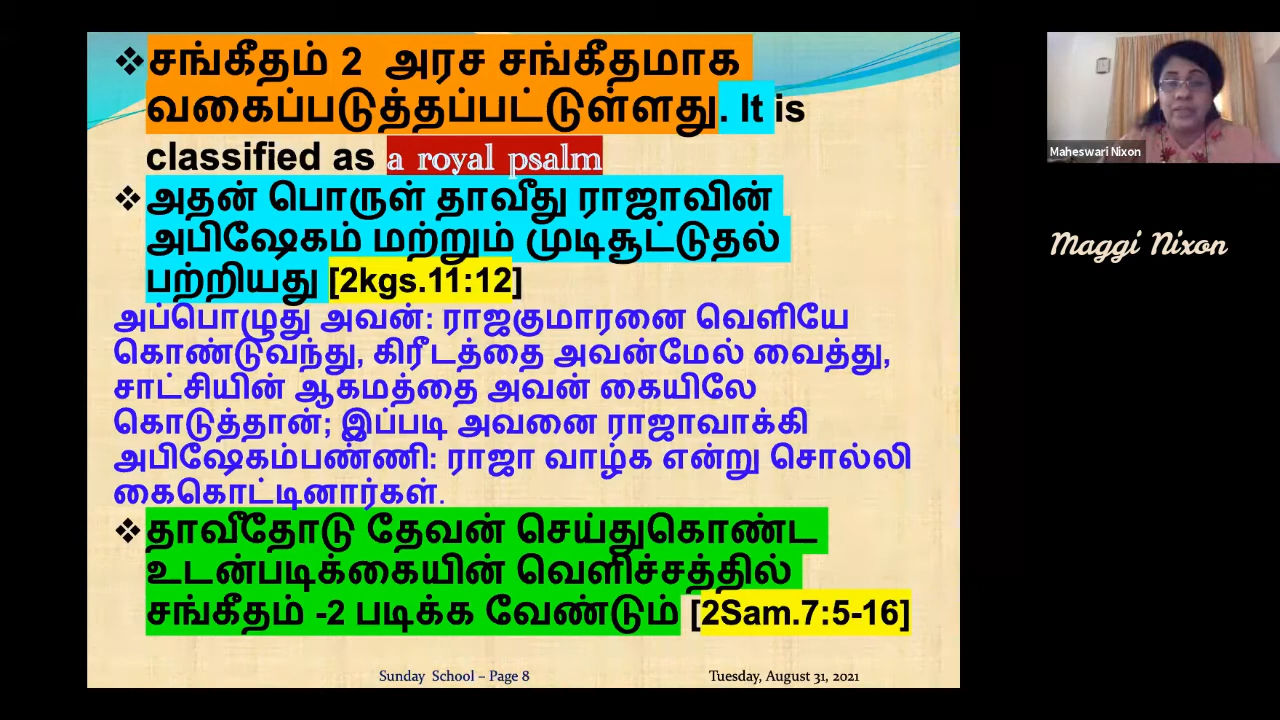 ❖சங்கீதம் 2 அரச சங்கீதமாக
வகைப்படுத்தப்பட்டுள்ளது. It is
classified as a royal psalm
❖அதன் பொருள் தாவீது ராஜாவின்
அபிஷேகம் மற்றும் முடிசூட்டுதல்
பற்றியது [2kgs.11:12]
அப்பொழுது அவன்: ராஜகுமாரனை வெளியே
கொண்டுவந்து, கிரீடத்தை அவன்மேல் வைத்து,
சாட்சியின் ஆகமத்தை அவன் கையிலே
கொடுத்தான்; இப்படி அவனை ராஜாவாக்கி
அபிஷேகம்பண்ணி: ராஜா வாழ்க என்று சொல்லி
கைகொட்டினார்கள்.
❖தாவீதோடு தேவன் செய்துகொண்ட
உடன்படிக்கையின் வெளிச்சத்தில்
சங்கீதம் -2 படிக்க வேண்டும் [2Sam.7:5-16]
Sunday School – Page 8
Tuesday, August 31, 2021
Maheswari Nixon
Maggi Nixon